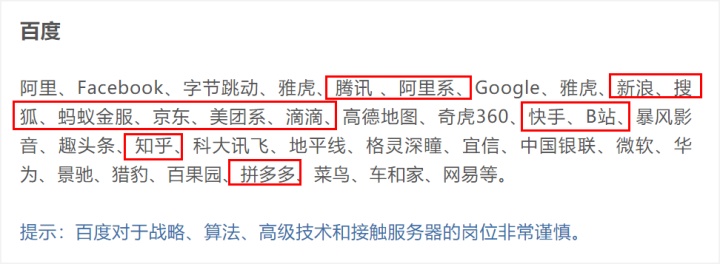 百度
阿里、Facebook、字节跳动、雅虎、腾讯 、阿里系、Google、雅虎、新浪、搜
狐、蚂蚁金服、京东、美团系、滴滴、高德地图、奇虎360、快手、B站、暴风影
音、趣头条、知乎、科大讯飞、地平线、格灵深瞳、宜信、中国银联、微软、华
为、景驰、猎豹、百果园、拼多多、菜鸟、车和家、网易等。
提示：百度对于战略、算法、高级技术和接触服务器的岗位非常谨慎。